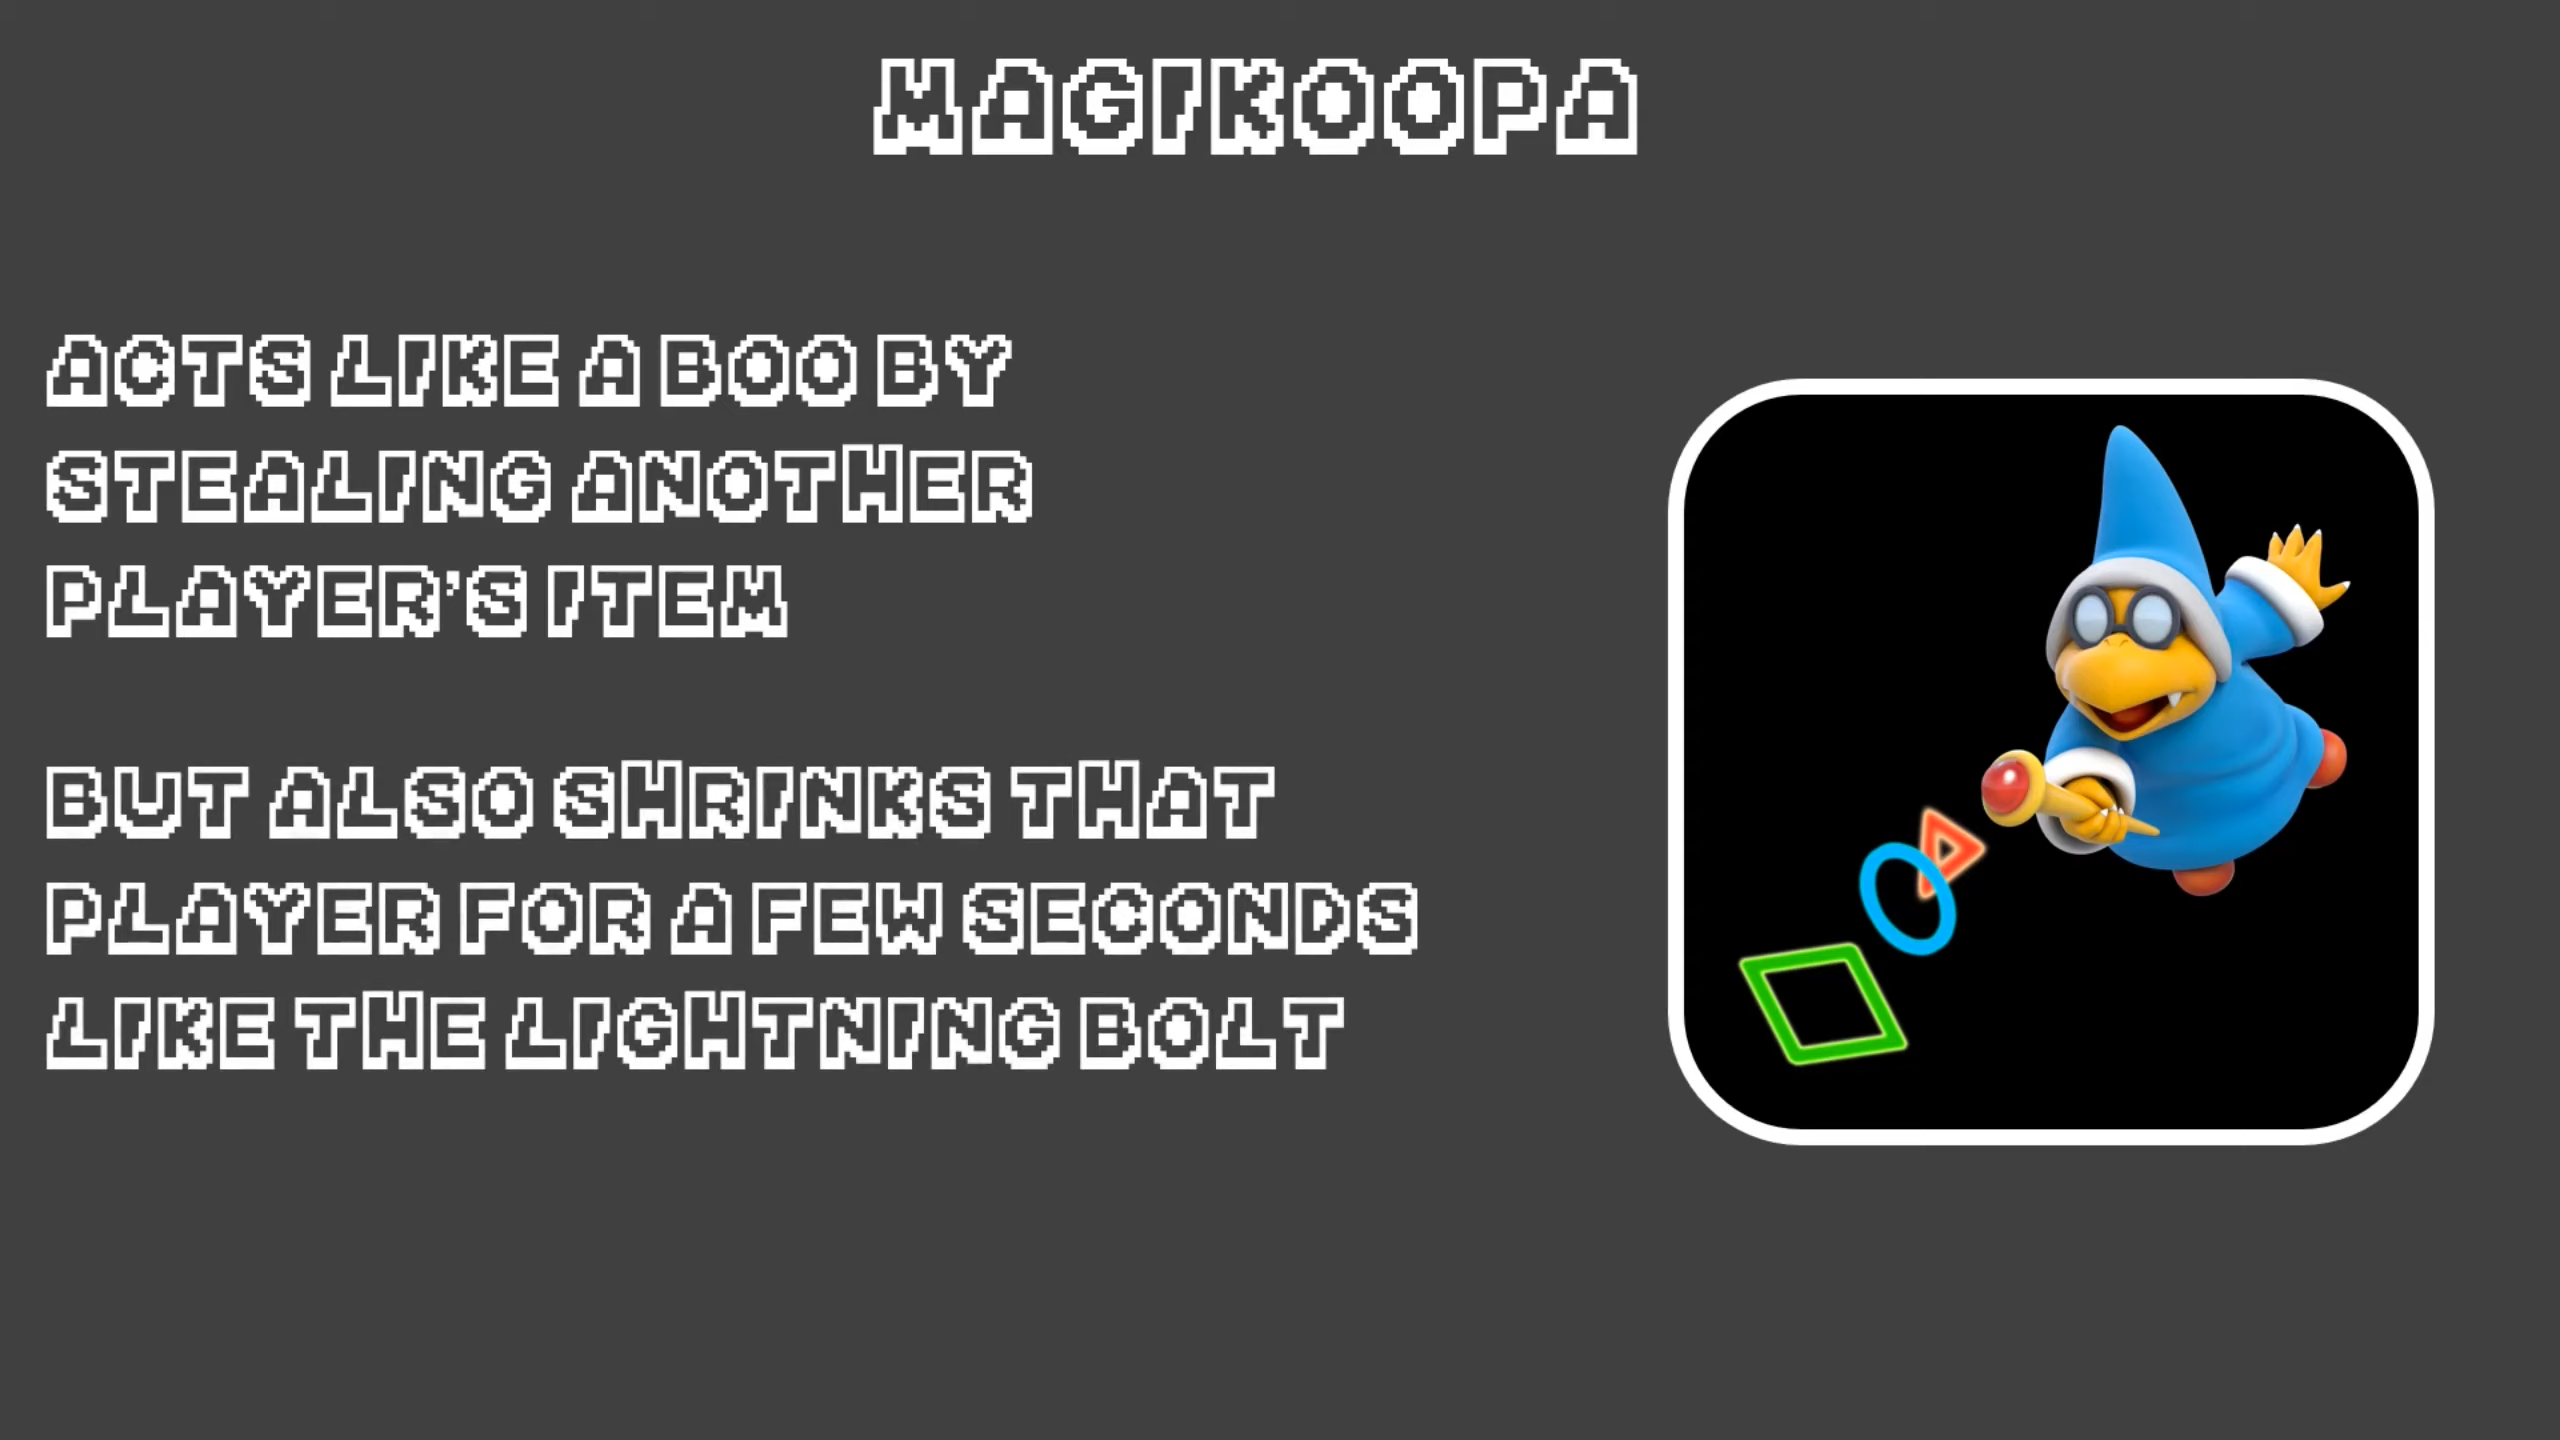 MAGIKOOPA
ACTS LIKE A BOO BY
STEALING ANOTHER
PLAYER'S ITEM
BUT ALSO SHRINKS THAT
PLAYER FOR A FEW SECONDS
LIKE THE LIGHTNING BOLT